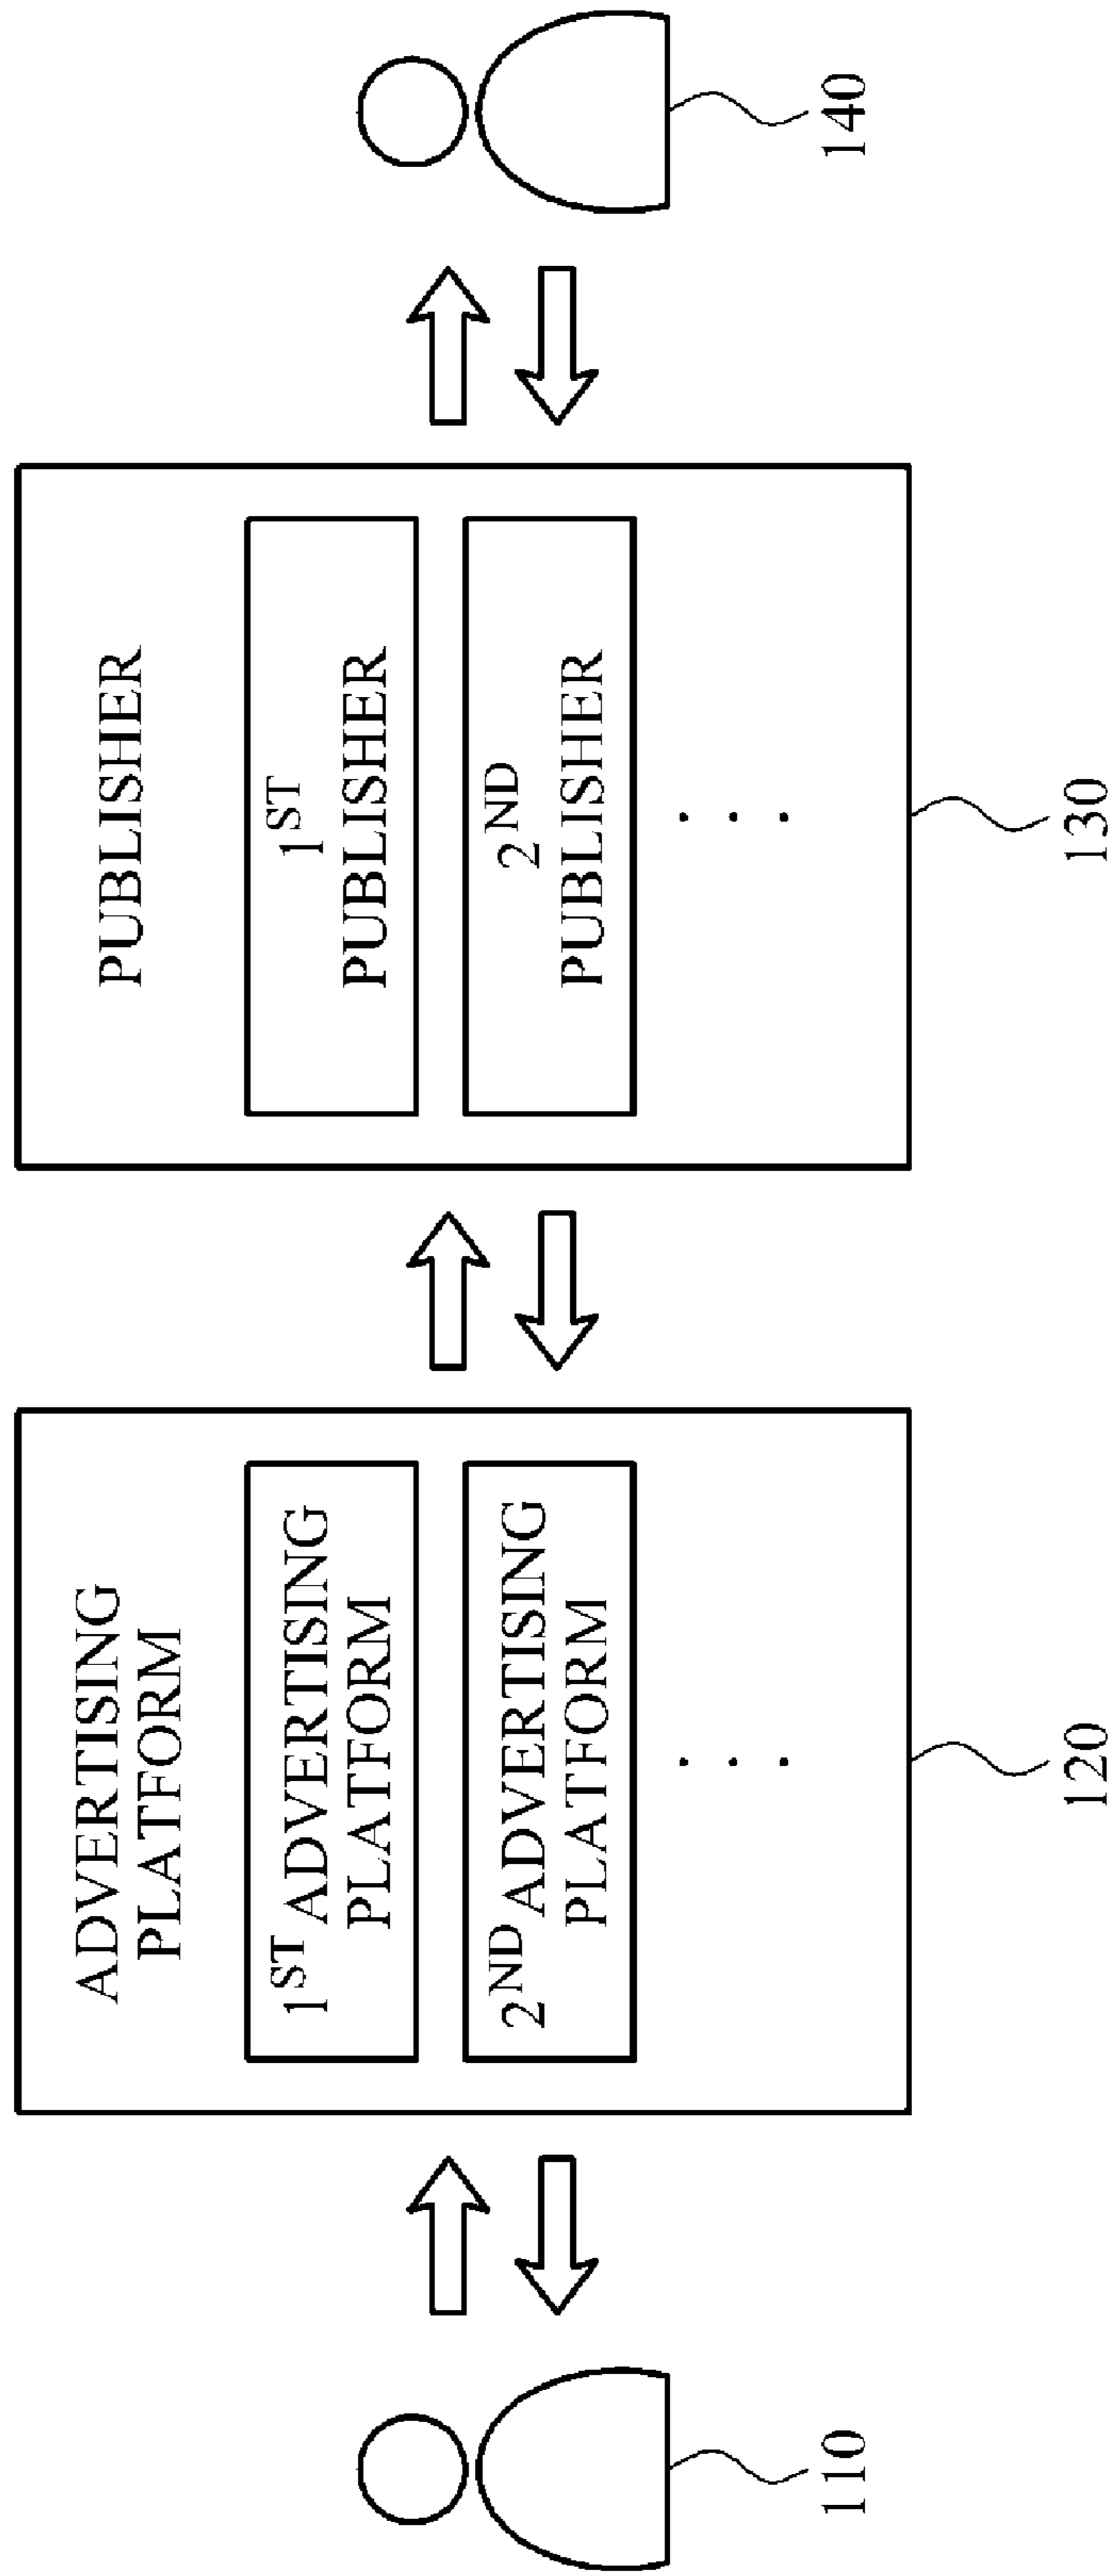 ADVERTISING
PLATFORM
1ST ADVERTISING
PLATFORM
2ND ADVERTISING
PLATFORM
. . .
PUBLISHER
1ST
PUBLISHER
2ND
PUBLISHER
. . .
110
120
130
140